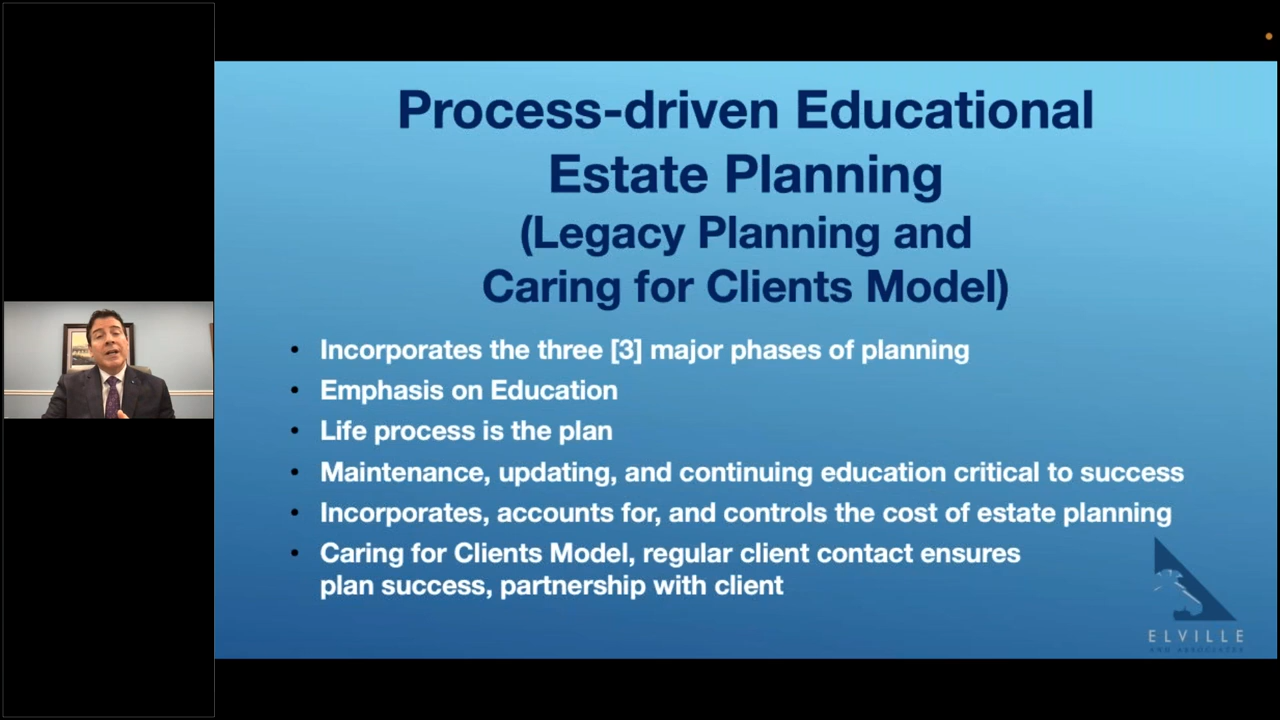 Process-driven Educational
Estate Planning
(Legacy Planning and
Caring for Clients Model)
• Incorporates the three [3] major phases of planning
• Emphasis on Education
• Life process is the plan
• Maintenance, updating, and continuing education critical to success
• Incorporates, accounts for, and controls the cost of estate planning
• Caring for Clients Model, regular client contact ensures
plan success, partnership with client
ELVILLE
AND ASSOCIATES